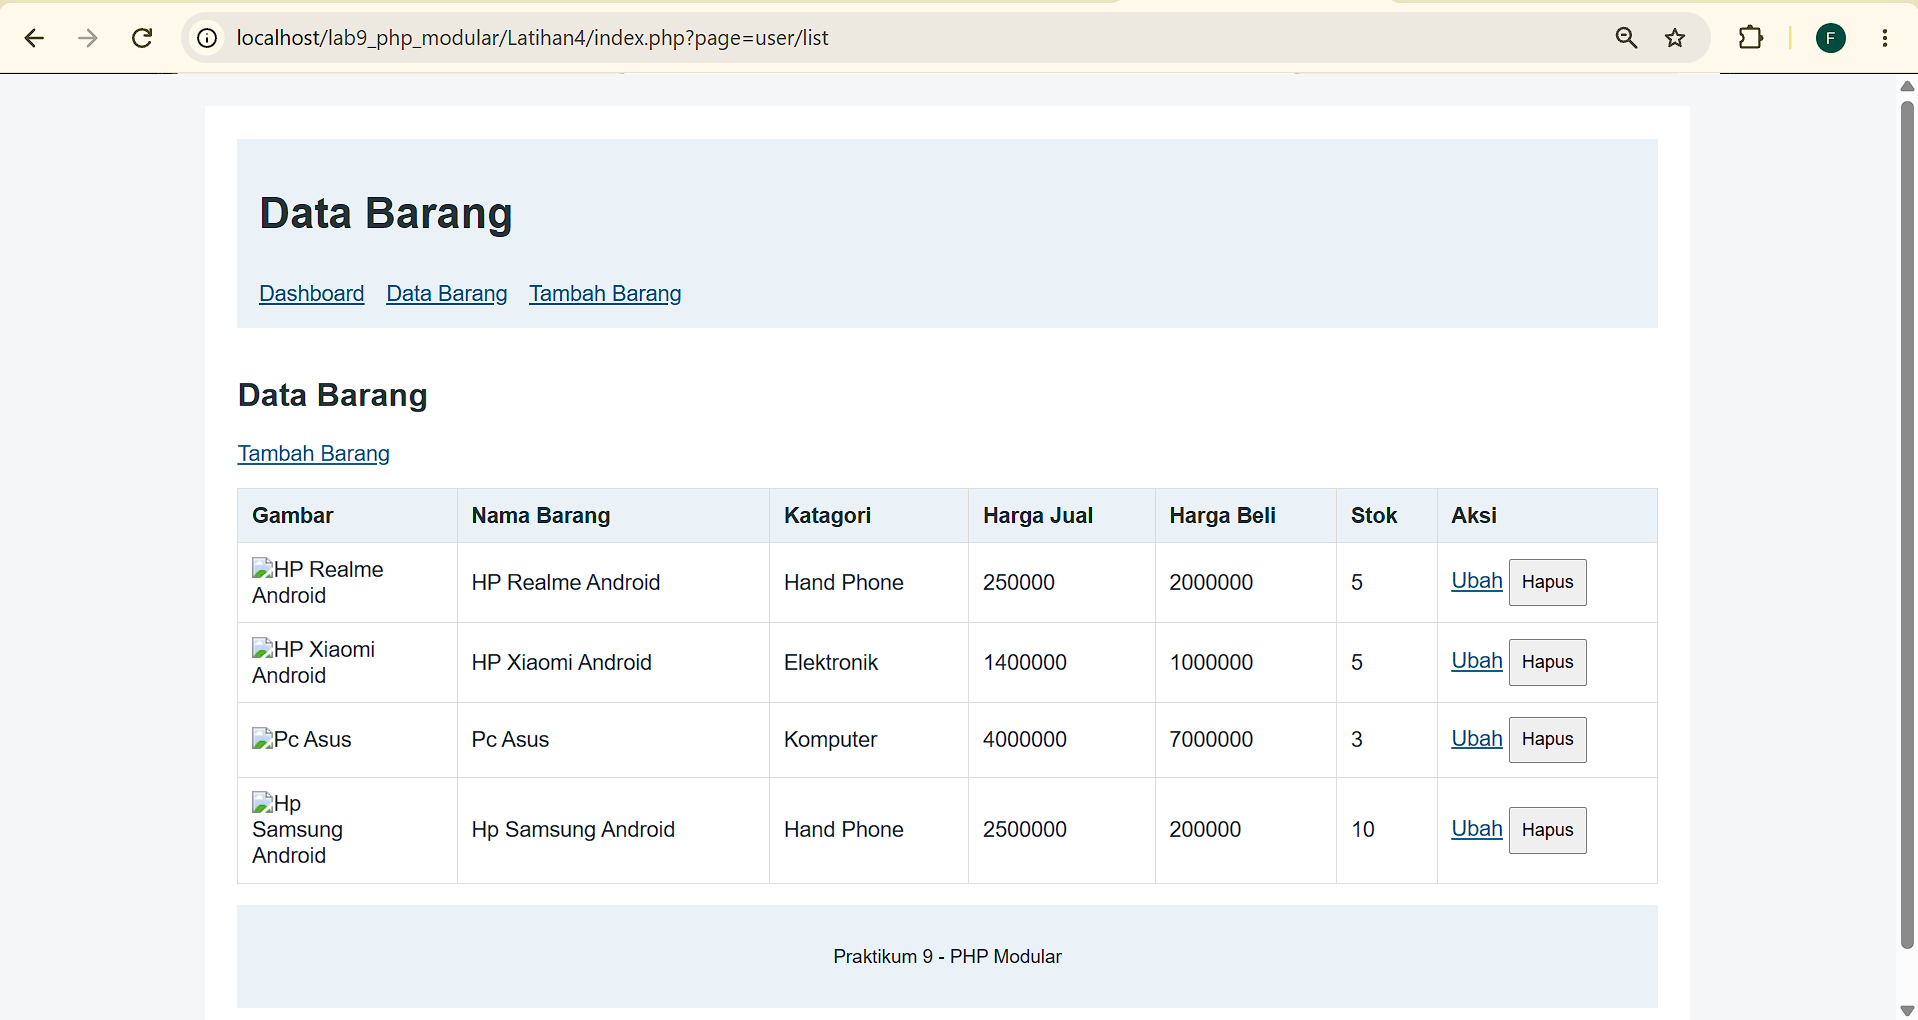 localhost/lab9_php_modular/Latihan4/index.php?page=user/list
F
Data Barang
Dashboard Data Barang Tambah Barang
Data Barang
Tambah Barang
Gambar Nama Barang Katagori Harga Jual Harga Beli Stok Aksi
HP Realme
Android
HP Realme Android Hand Phone 250000 2000000 5 Ubah Hapus
HP Xiaomi
Android
HP Xiaomi Android Elektronik 1400000 1000000 5 Ubah Hapus
Pc Asus Pc Asus Komputer 4000000 7000000 3 Ubah Hapus
Hp
Samsung
Android
Hp Samsung Android Hand Phone 2500000 200000 10 Ubah Hapus
Praktikum 9 - PHP Modular